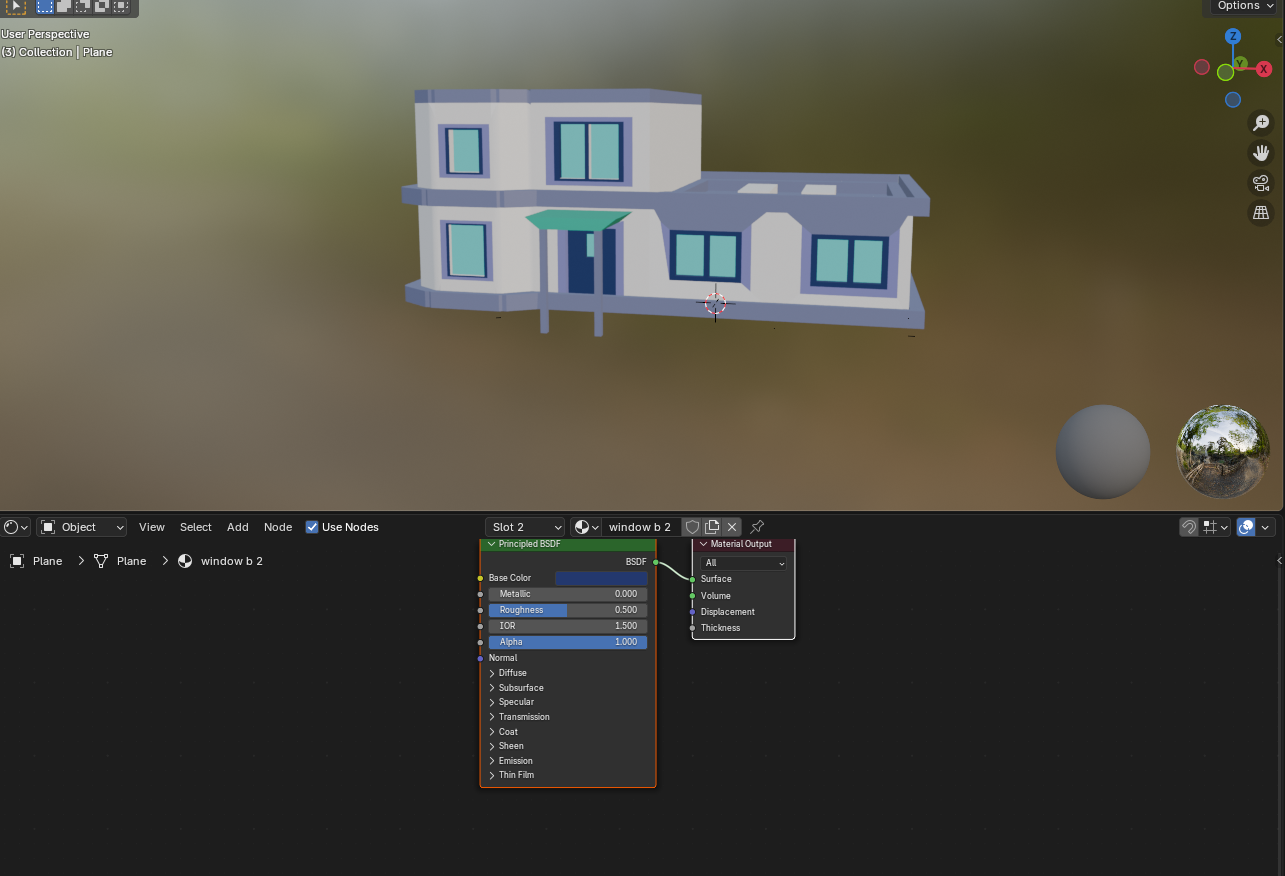 Options
User Perspective
(3) Collection | Plane
Z
Y
X
Object
View
Select
Add
Node
Use Nodes
Slot 2
window b 2
Plane
Plane
window b 2
Principled BSDF
BSDF
Base Color
Metallic 0.000
Roughness 0.500
IOR 1.500
Alpha 1.000
Normal
Diffuse
Subsurface
Specular
Transmission
Coat
Sheen
Emission
Thin Film
Material Output
All
Surface
Volume
Displacement
Thickness